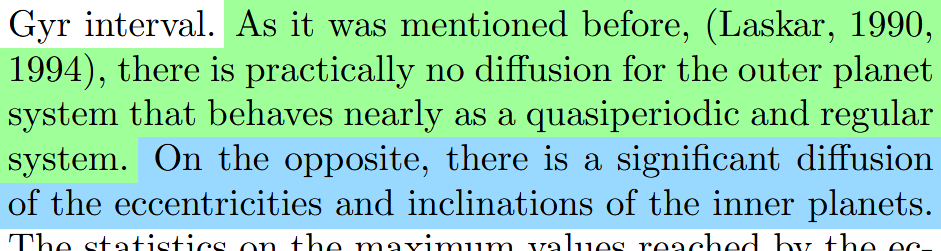 Gyr interval. As it was mentioned before, (Laskar, 1990,
1994), there is practically no diffusion for the outer planet
system that behaves nearly as a quasiperiodic and regular
system. On the opposite, there is a significant diffusion
of the eccentricities and inclinations of the inner planets.
The statistics on the maximum values reached by the ec-